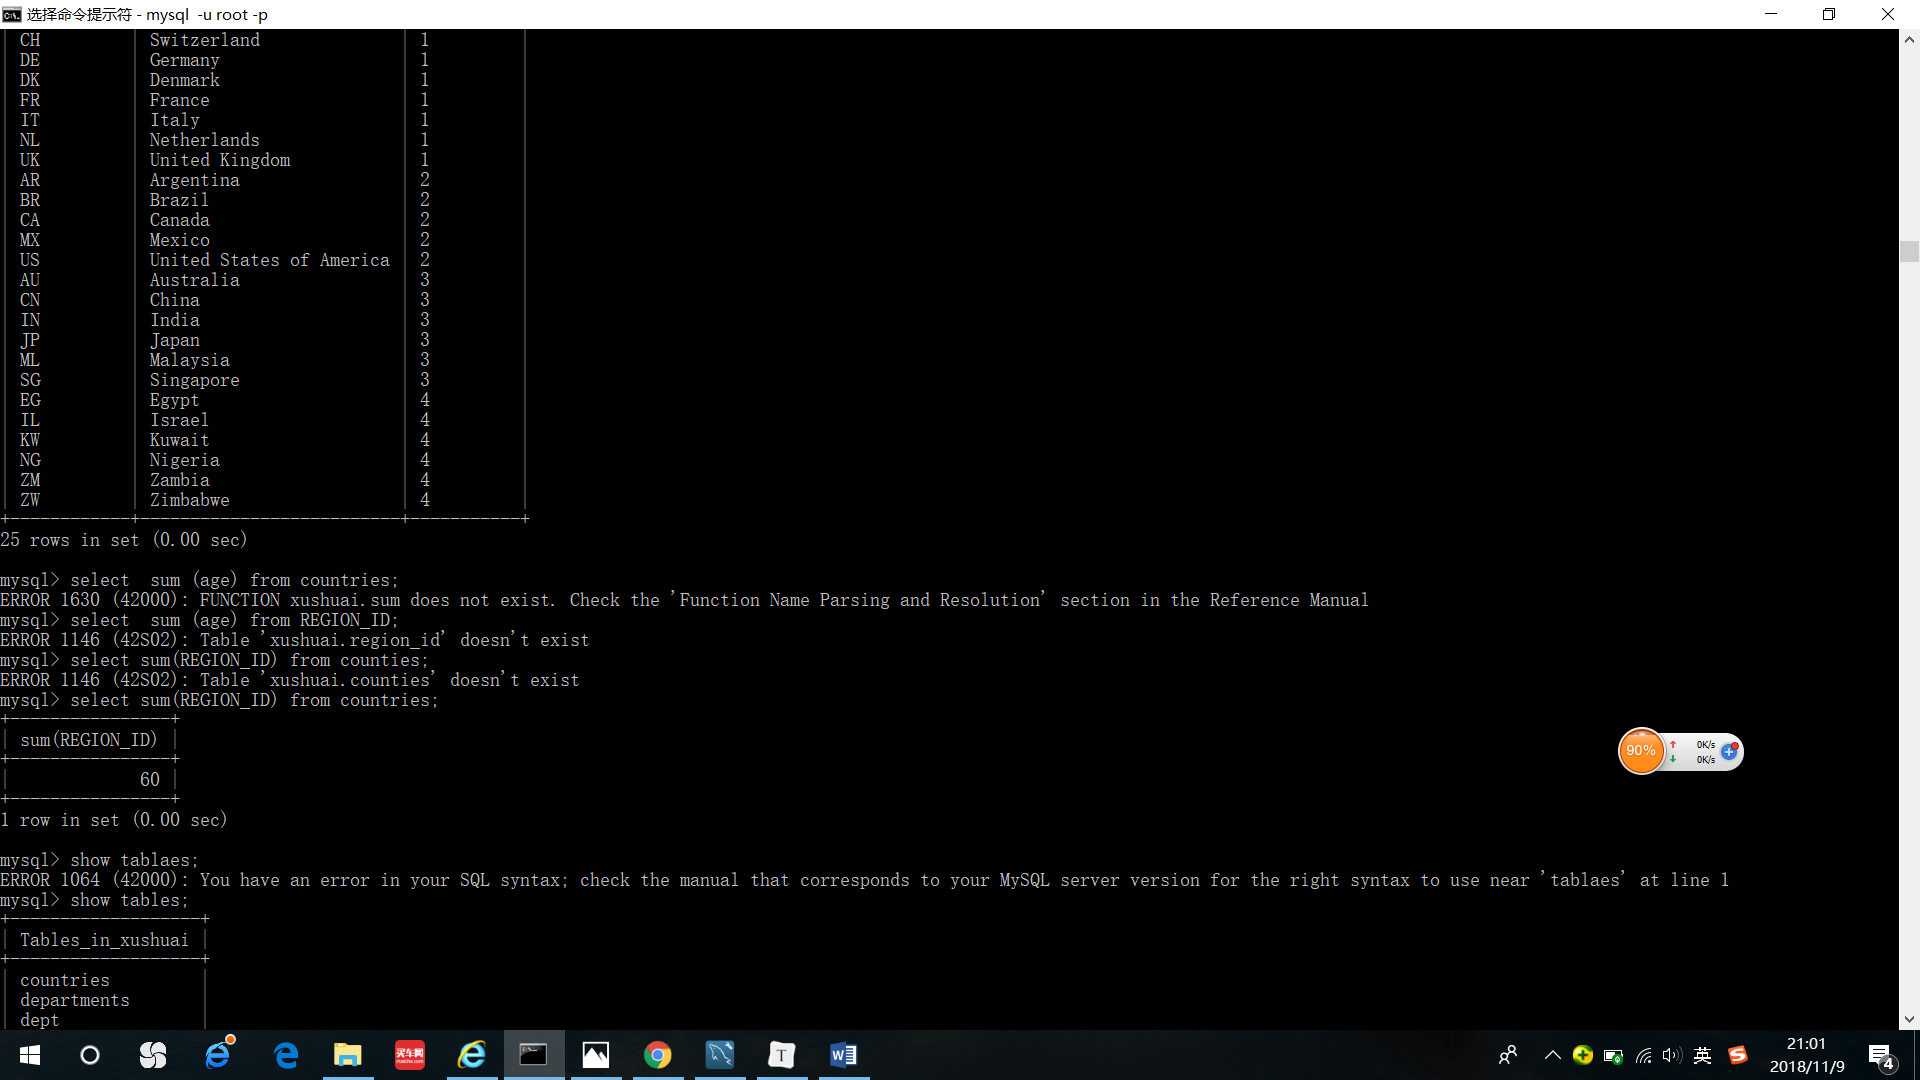 选择命令提示符 - mysql  -u root -p
| CH | Switzerland | 1 |
| DE | Germany | 1 |
| DK | Denmark | 1 |
| FR | France | 1 |
| IT | Italy | 1 |
| NL | Netherlands | 1 |
| UK | United Kingdom | 1 |
| AR | Argentina | 2 |
| BR | Brazil | 2 |
| CA | Canada | 2 |
| MX | Mexico | 2 |
| US | United States of America | 2 |
| AU | Australia | 3 |
| CN | China | 3 |
| IN | India | 3 |
| JP | Japan | 3 |
| ML | Malaysia | 3 |
| SG | Singapore | 3 |
| EG | Egypt | 4 |
| IL | Israel | 4 |
| KW | Kuwait | 4 |
| NG | Nigeria | 4 |
| ZM | Zambia | 4 |
| ZW | Zimbabwe | 4 |
+------------+--------------------------+-----------+
25 rows in set (0.00 sec)
mysql> select  sum (age) from countries;
ERROR 1630 (42000): FUNCTION xushuai.sum does not exist. Check the 'Function Name Parsing and Resolution' section in the Reference Manual
mysql> select  sum (age) from REGION_ID;
ERROR 1146 (42S02): Table 'xushuai.region_id' doesn't exist
mysql> select sum(REGION_ID) from counties;
ERROR 1146 (42S02): Table 'xushuai.counties' doesn't exist
mysql> select sum(REGION_ID) from countries;
+----------------+
| sum(REGION_ID) |
+----------------+
|             60 |
+----------------+
1 row in set (0.00 sec)
mysql> show tablaes;
ERROR 1064 (42000): You have an error in your SQL syntax; check the manual that corresponds to your MySQL server version for the right syntax to use near 'tablaes' at line 1
mysql> show tables;
+-------------------+
| Tables_in_xushuai |
+-------------------+
| countries         |
| departments       |
| dept              |
90%
0K/s
0K/s
买车网
maiche.com
T
W
英
S
21:01
2018/11/9
4